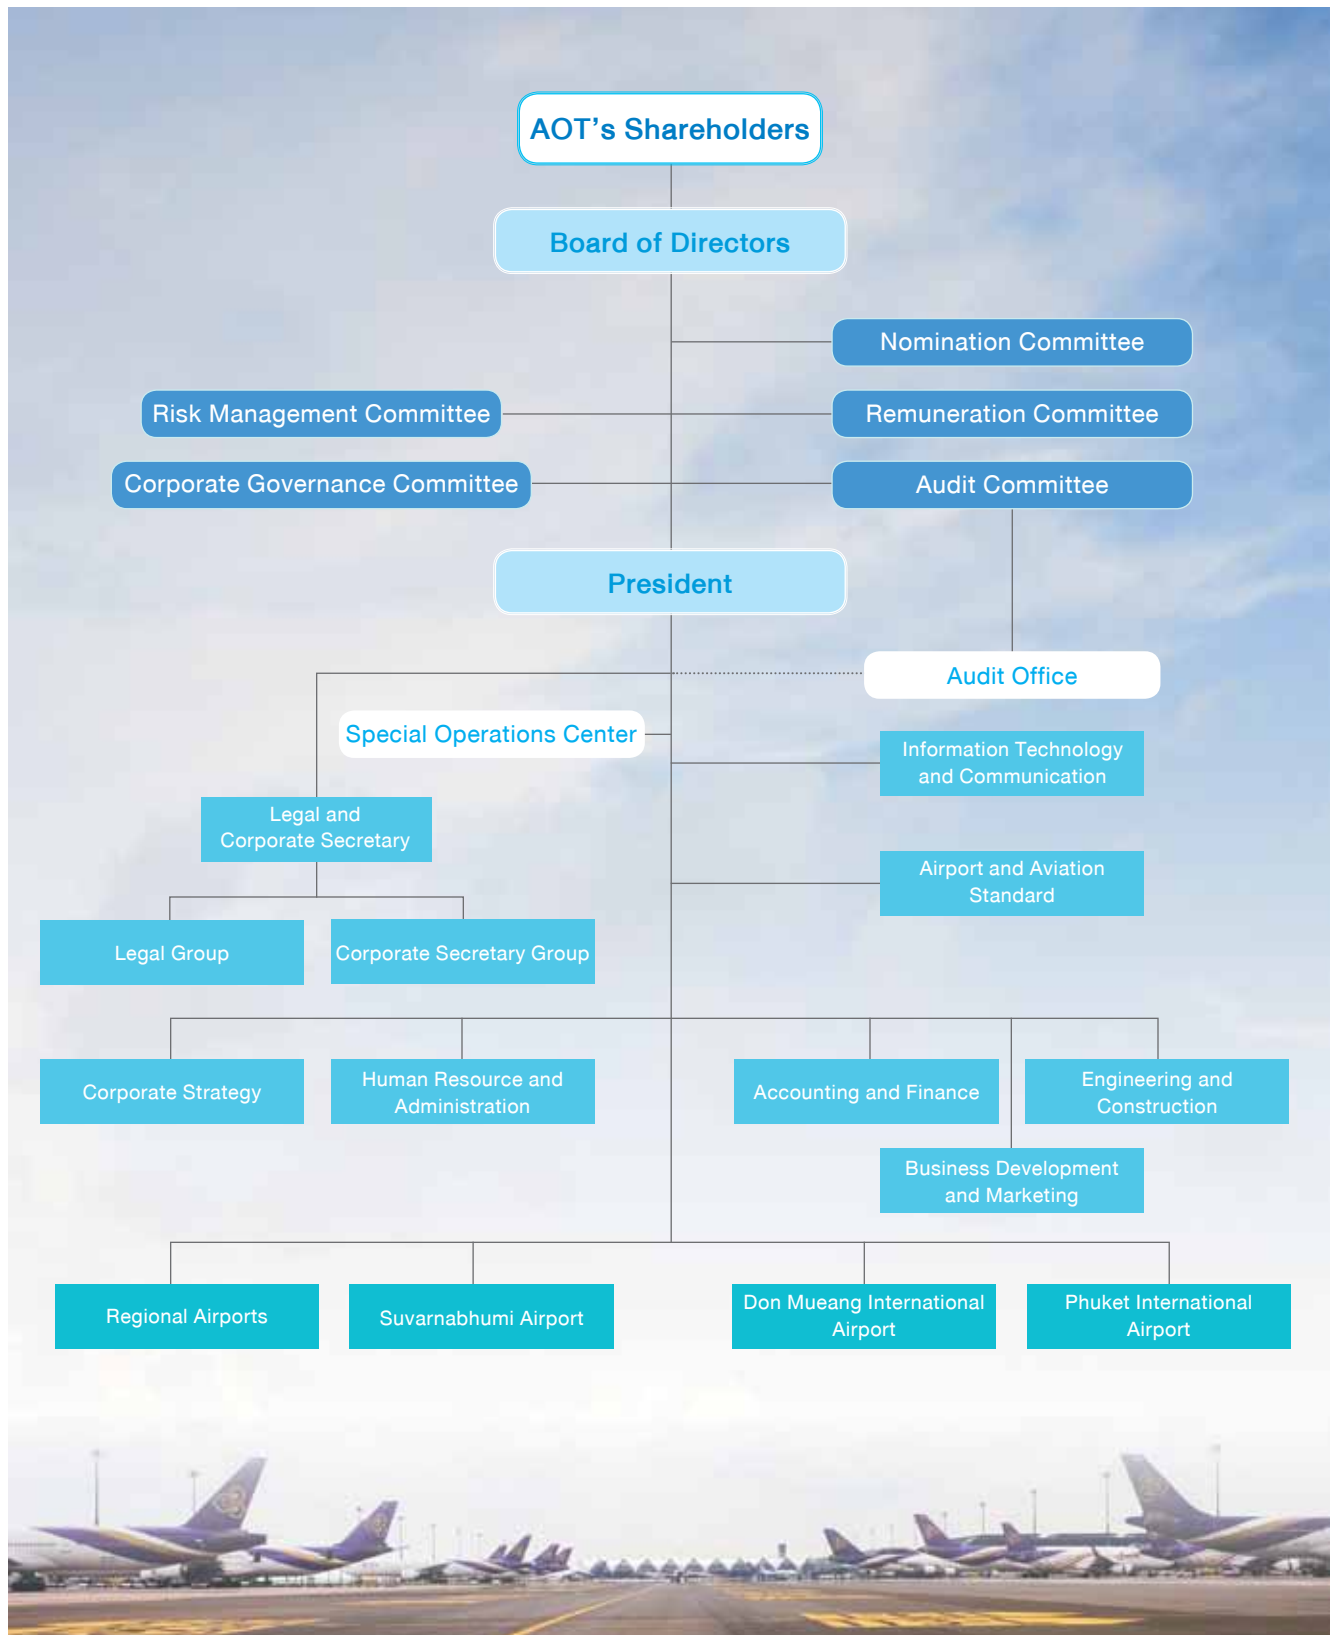 AOT’s Shareholders
Board of Directors
Nomination Committee
Risk Management Committee
Remuneration Committee
Corporate Governance Committee
Audit Committee
President
Audit Office
Special Operations Center
Information Technology
and Communication
Legal and
Corporate Secretary
Airport and Aviation
Standard
Legal Group
Corporate Secretary Group
Corporate Strategy
Human Resource and
Administration
Accounting and Finance
Engineering and
Construction
Business Development
and Marketing
Regional Airports
Suvarnabhumi Airport
Don Mueang International
Airport
Phuket International
Airport